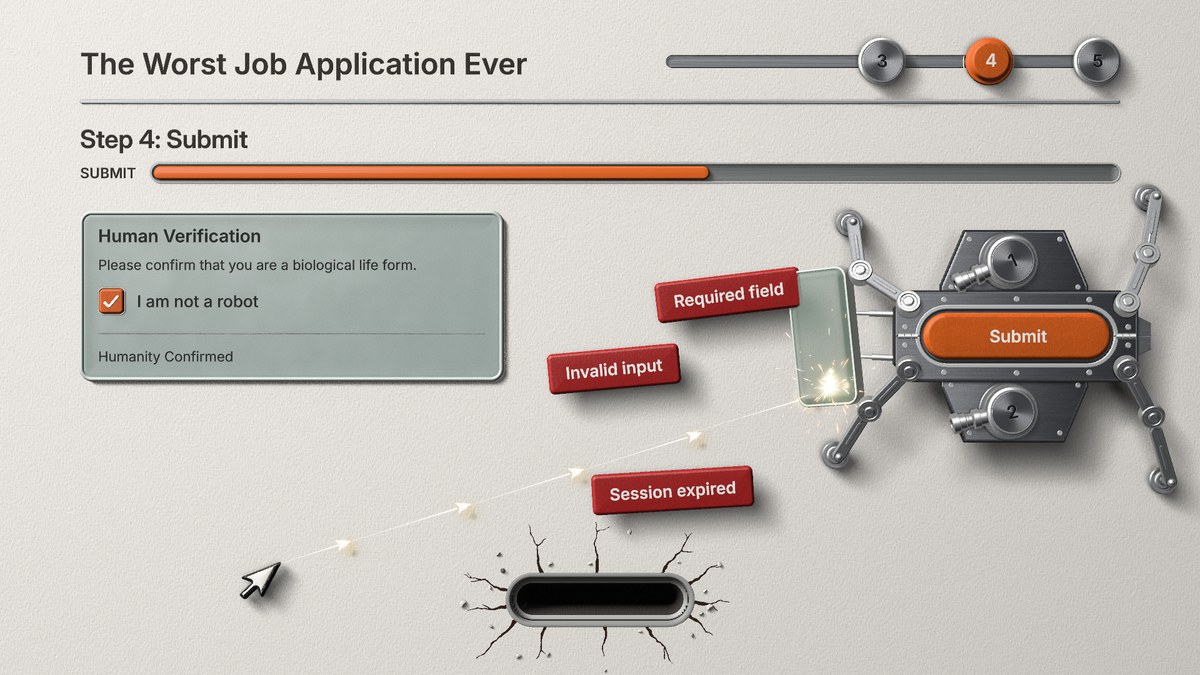 The Worst Job Application Ever
3
4
5
Step 4: Submit
SUBMIT
Human Verification
Please confirm that you are a biological life form.
I am not a robot
Humanity Confirmed
Required field
Invalid input
Session expired
1
Submit
2